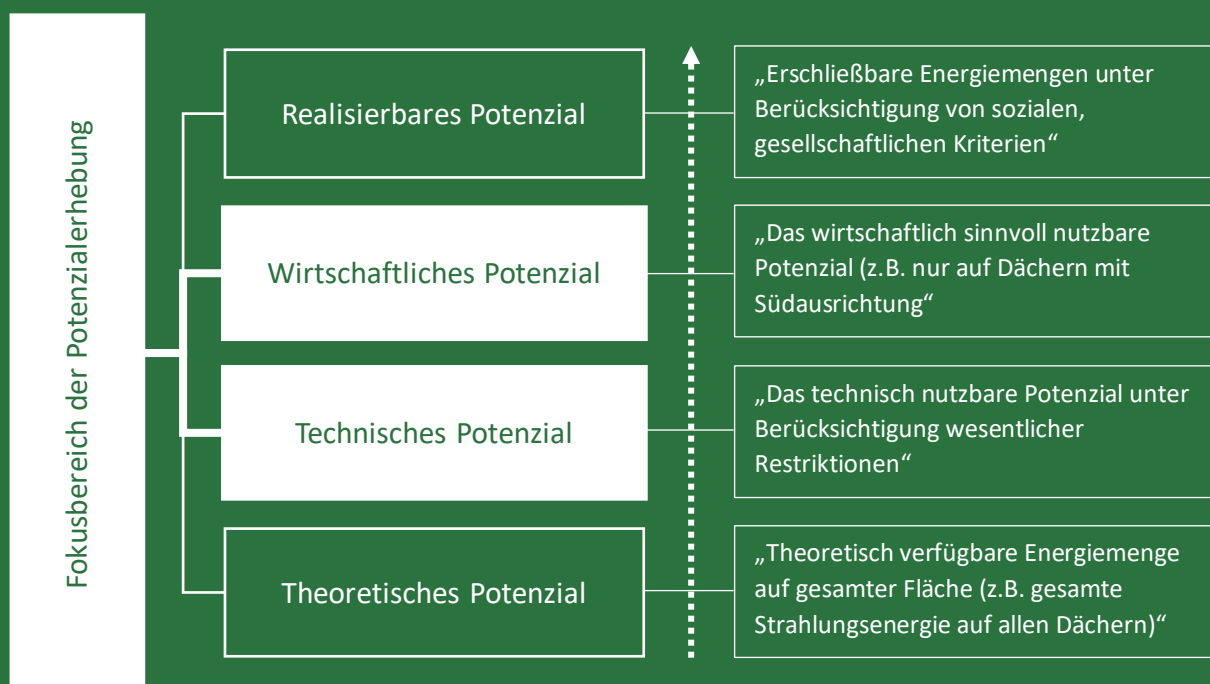 Fokusbereich der Potenzialerhebung
Realisierbares Potenzial
„Erschließbare Energiemengen unter
Berücksichtigung von sozialen,
gesellschaftlichen Kriterien“
Wirtschaftliches Potenzial
„Das wirtschaftlich sinnvoll nutzbare
Potenzial (z.B. nur auf Dächern mit
Südausrichtung“
Technisches Potenzial
„Das technisch nutzbare Potenzial unter
Berücksichtigung wesentlicher
Restriktionen“
Theoretisches Potenzial
„Theoretisch verfügbare Energiemenge
auf gesamter Fläche (z.B. gesamte
Strahlungsenergie auf allen Dächern)“